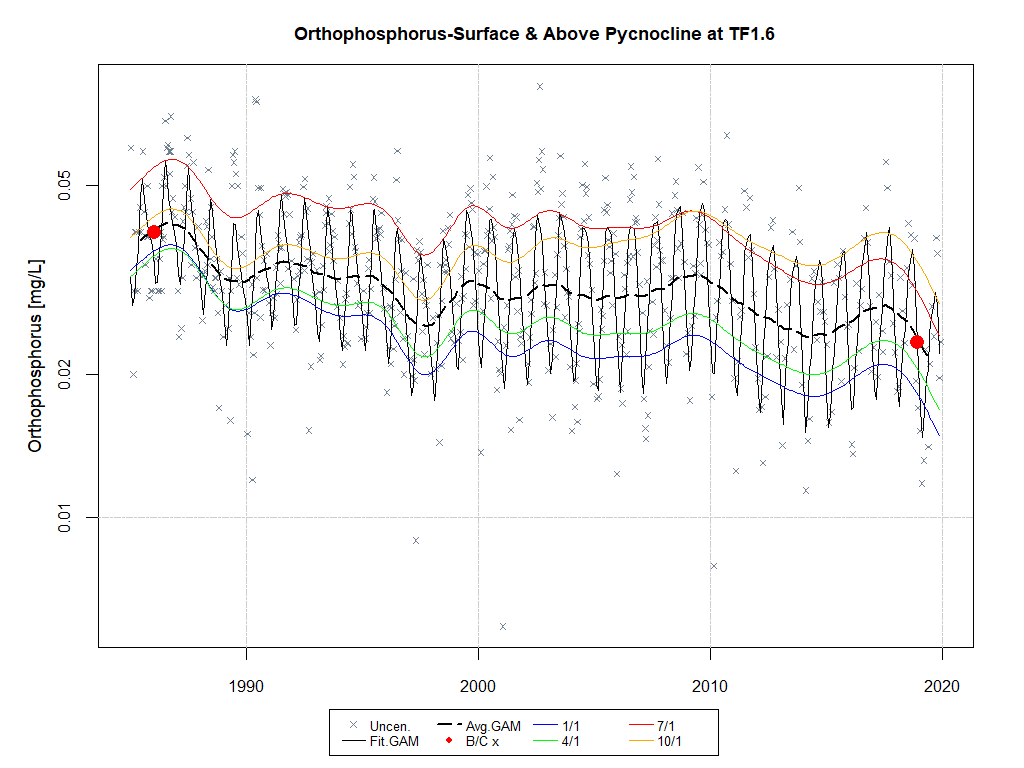 Orthophosphorus-Surface & Above Pycnocline at TF1.6
Orthophosphorus [mg/L]
0.05
0.02
0.01
1990 2000 2010 2020
Uncen. Avg.GAM 1/1 7/1
Fit.GAM B/C x 4/1 10/1